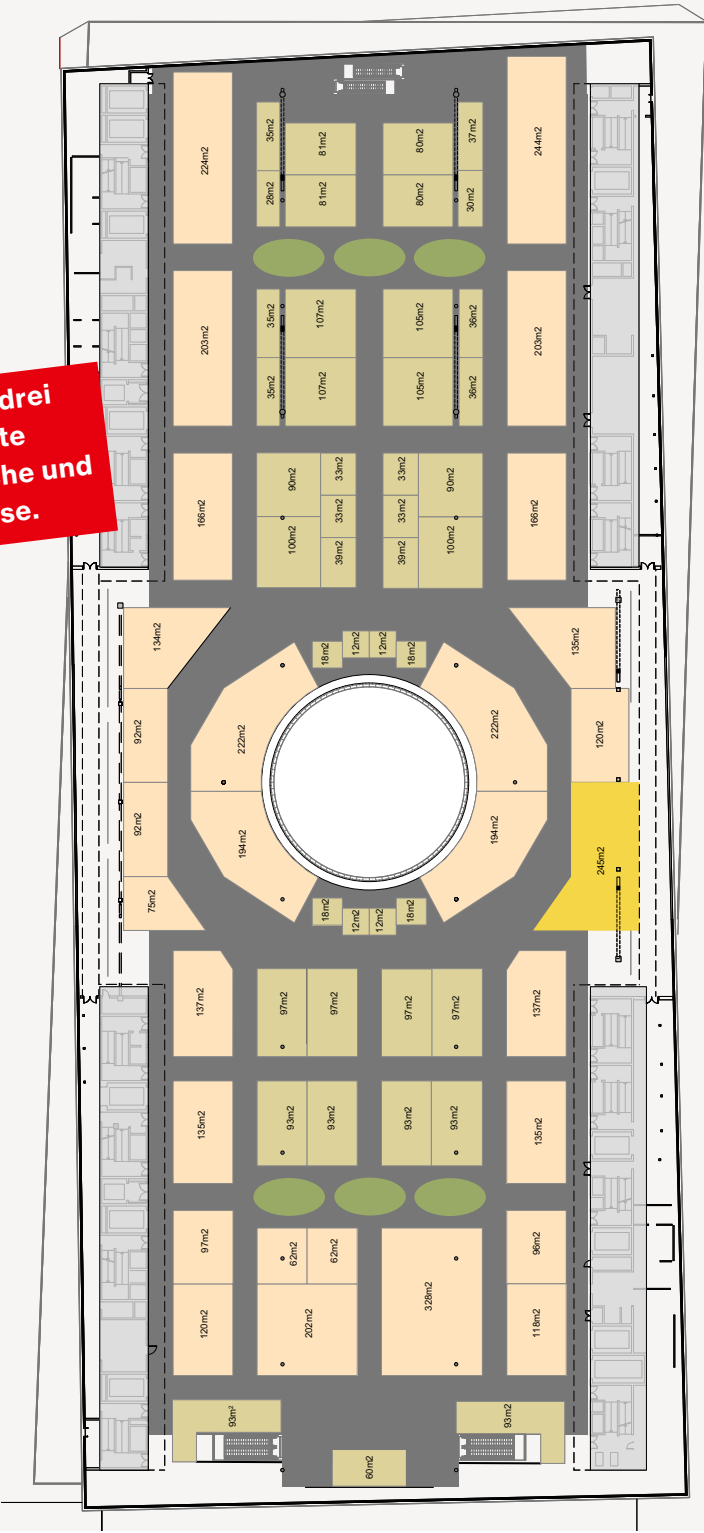 224m2
35m2
81m2
80m2
37m2
244m2
28m2
81m2
80m2
30m2
203m2
35m2
107m2
105m2
36m2
203m2
35m2
107m2
105m2
36m2
drei
te
he und
se.
166m2
90m2
33m2
33m2
90m2
166m2
33m2
33m2
100m2
39m2
39m2
100m2
134m2
18m2
12m2
12m2
18m2
135m2
92m2
222m2
222m2
120m2
92m2
194m2
194m2
245m2
75m2
18m2
12m2
12m2
18m2
137m2
97m2
97m2
97m2
97m2
137m2
135m2
93m2
93m2
93m2
93m2
135m2
97m2
62m2
62m2
328m2
96m2
120m2
202m2
118m2
93m²
93m2
60m2